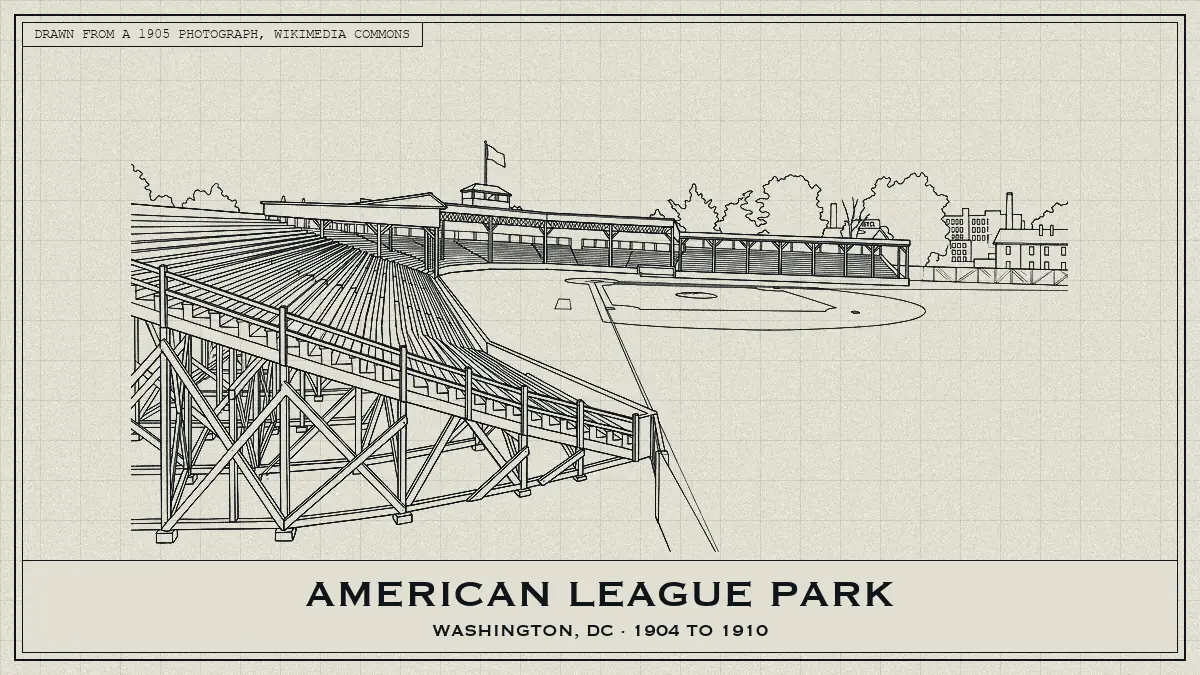 DRAWN FROM A 1905 PHOTOGRAPH, WIKIMEDIA COMMONS
AMERICAN LEAGUE PARK
WASHINGTON, DC · 1904 TO 1910